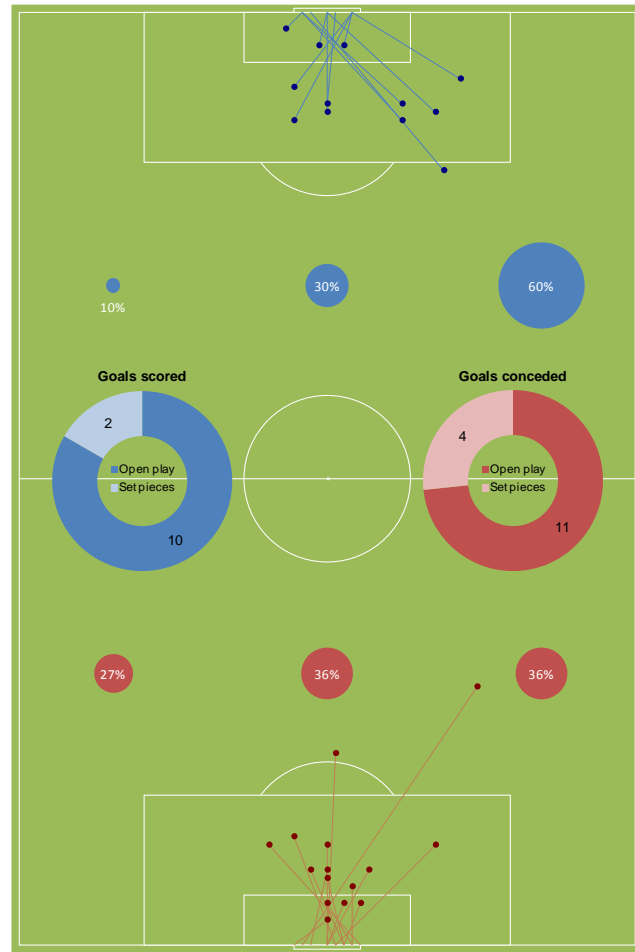 30%
60%
10%
Goals scored
Goals conceded
2
4
Open play
Set pieces
Open play
Set pieces
10
11
27%
36%
36%